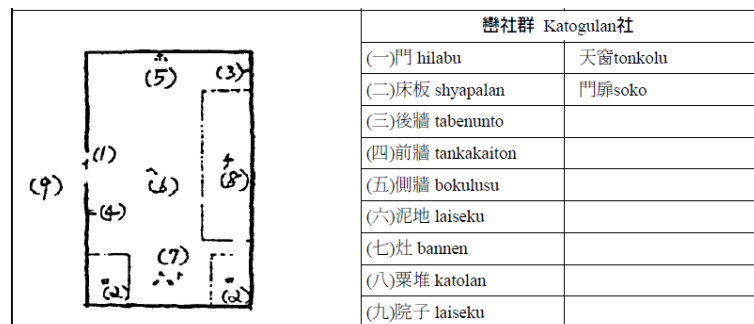 巒社群 Katogulan社
(一)門 hilabu 天窗tonkolu
(二)床板 shyapalan 門扉soko
(三)後牆 tabenunto
(四)前牆 tankakaiton
(五)側牆 bokulusu
(六)泥地 laiseku
(七)灶 bannen
(八)粟堆 katolan
(九)院子 laiseku
(5) (3)
(1)
(9) (6) (8)
(4)
(7)
(2) (2)